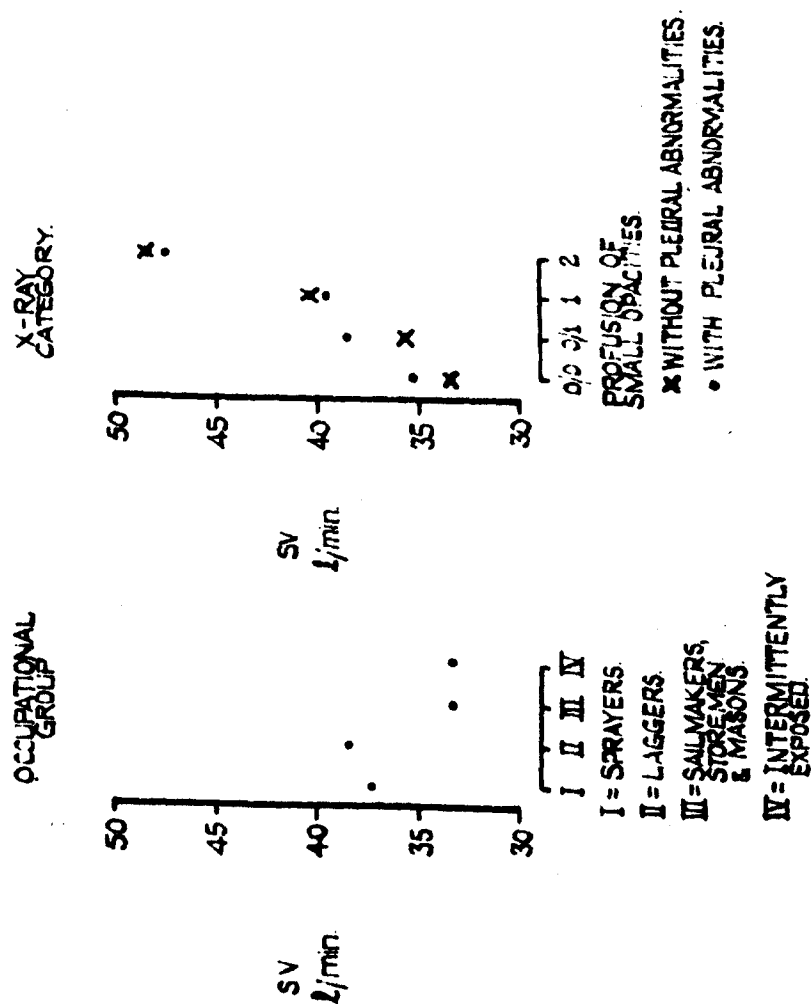 OCCUPATIONAL
GROUP
SV
l/min.
50
45
40
35
30
I II III IV
I = SPRAYERS.
II = LAGGERS.
III = SAILMAKERS,
STOREMEN
& MASONS.
IV = INTERMITTENTLY
EXPOSED.
X-RAY
CATEGORY.
SV
l/min.
50
45
40
35
30
0/0 0/1 1 2
PROFUSION OF
SMALL OPACITIES.
x WITHOUT PLEURAL ABNORMALITIES.
• WITH PLEURAL ABNORMALITIES.